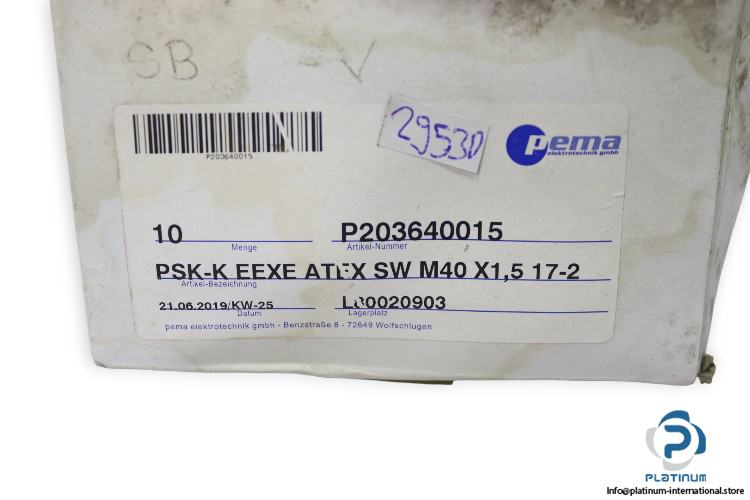 SB -V
29530
pema
elektrotechnik gmbh
P203640015
10 P203640015
Menge Artikel-Nummer
PSK-K EEXE ATEX SW M40 X1,5 17-2
Artikel-Bezeichnung
21.06.2019/KW-25 L00020903
Datum Lagerplatz
pema elektrotechnik gmbh - Benzstraße 8 - 72649 Wolfschlugen
PLATINUM
Info@platinum-international.store